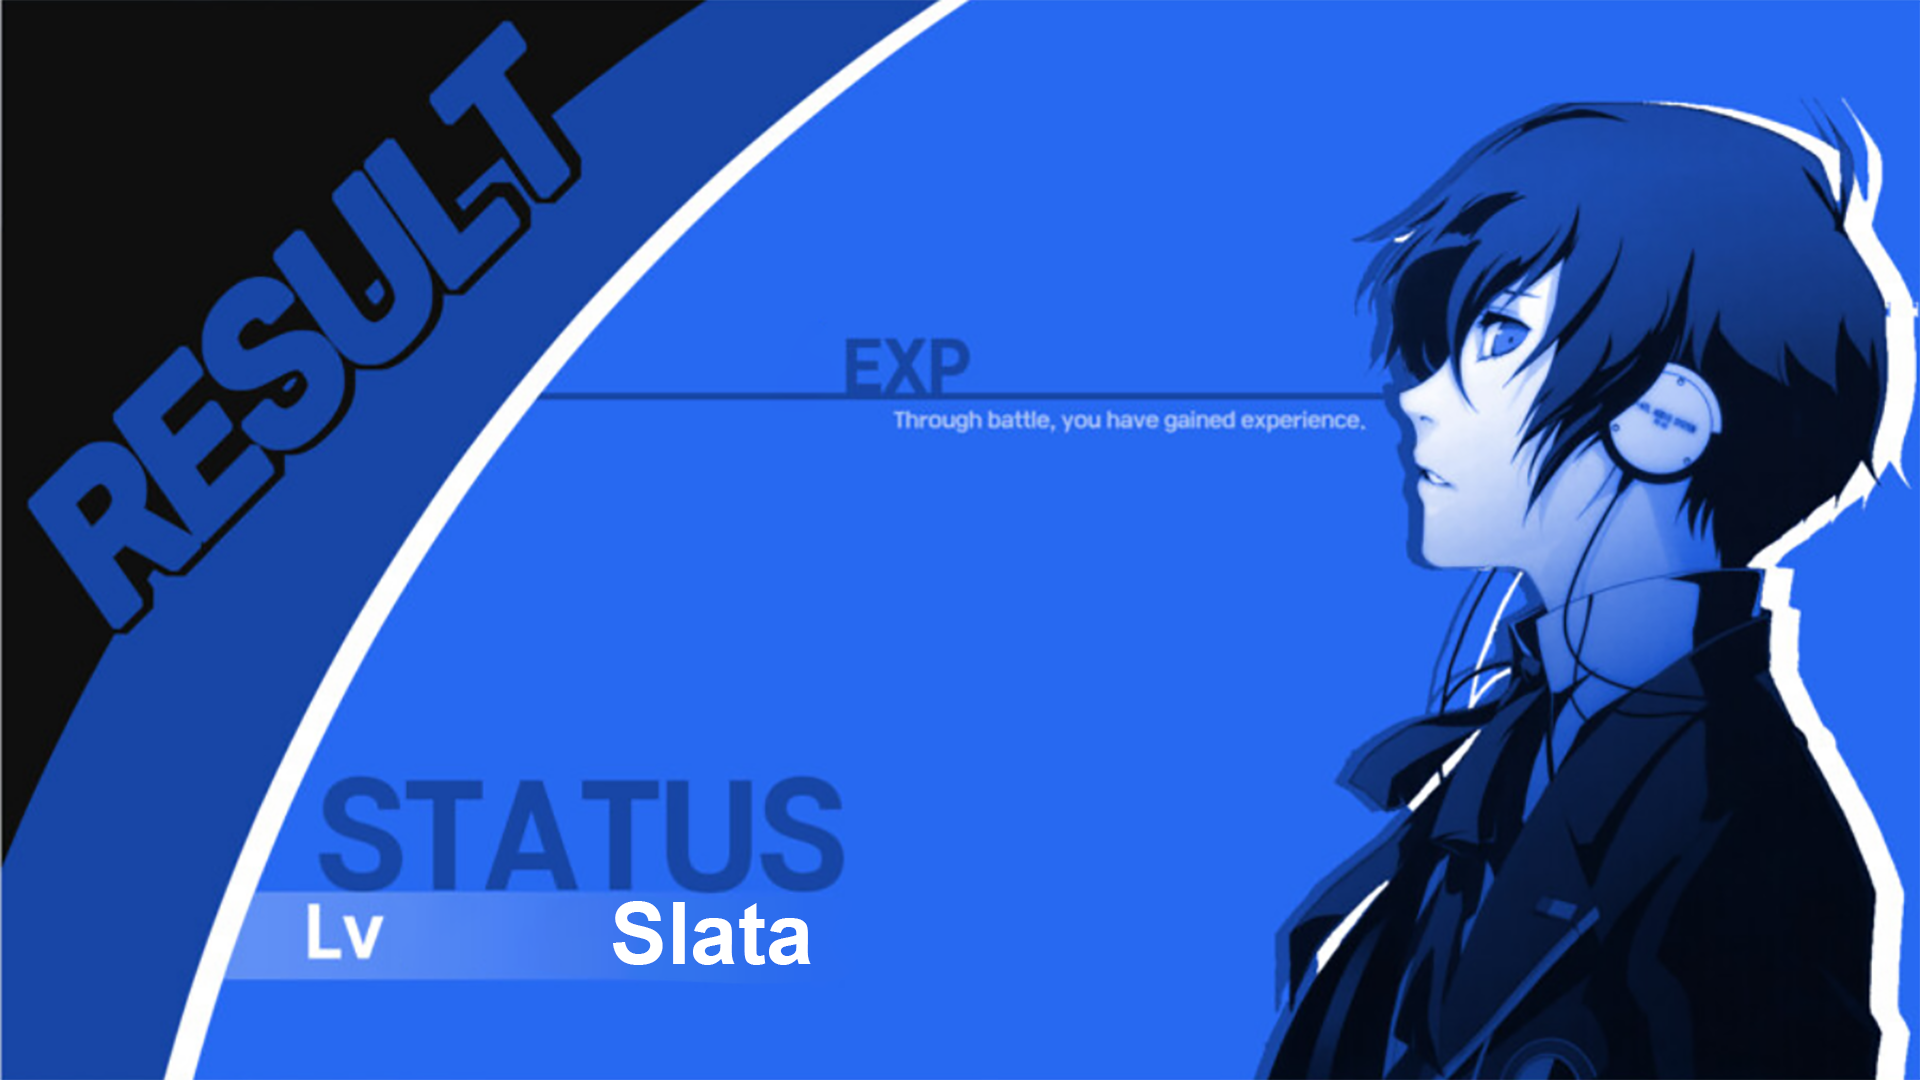 RESULT
EXP
Through battle, you have gained experience.
STATUS
Lv Slata